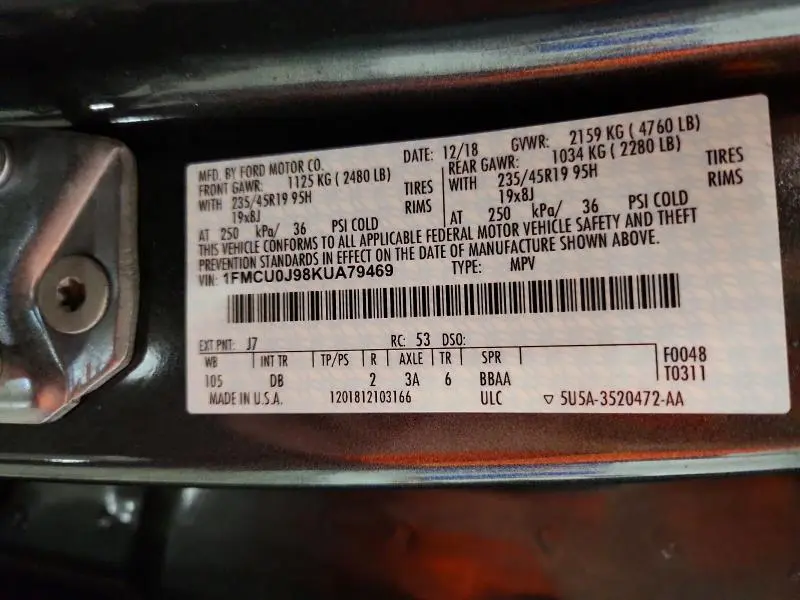 MFD. BY FORD MOTOR CO. DATE: 12/18 GVWR: 2159 KG ( 4760 LB)
FRONT GAWR: 1125 KG ( 2480 LB) REAR GAWR: 1034 KG ( 2280 LB)
WITH 235/45R19 95H TIRES WITH 235/45R19 95H TIRES
19x8J RIMS 19x8J RIMS
AT 250 kPa/ 36 PSI COLD AT 250 kPa/ 36 PSI COLD
THIS VEHICLE CONFORMS TO ALL APPLICABLE FEDERAL MOTOR VEHICLE SAFETY AND THEFT
PREVENTION STANDARDS IN EFFECT ON THE DATE OF MANUFACTURE SHOWN ABOVE.
VIN: 1FMCU0J98KUA79469 TYPE: MPV
EXT PNT: J7 RC: 53 DSO:
WB INT TR TP/PS R AXLE TR SPR F0048
105 DB 2 3A 6 BBAA T0311
MADE IN U.S.A. 1201812103166 ULC ▽ 5U5A-3520472-AA